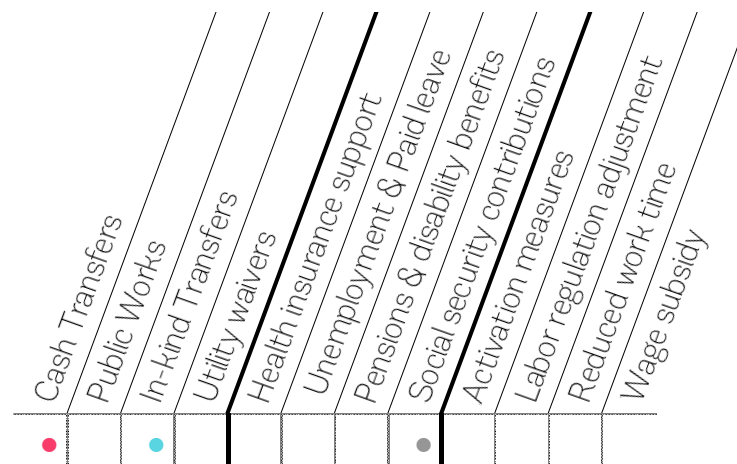 Cash Transfers
Public Works
In-kind Transfers
Utility waivers
Health insurance support
Unemployment & Paid leave
Pensions & disability benefits
Social security contributions
Activation measures
Labor regulation adjustment
Reduced work time
Wage subsidy